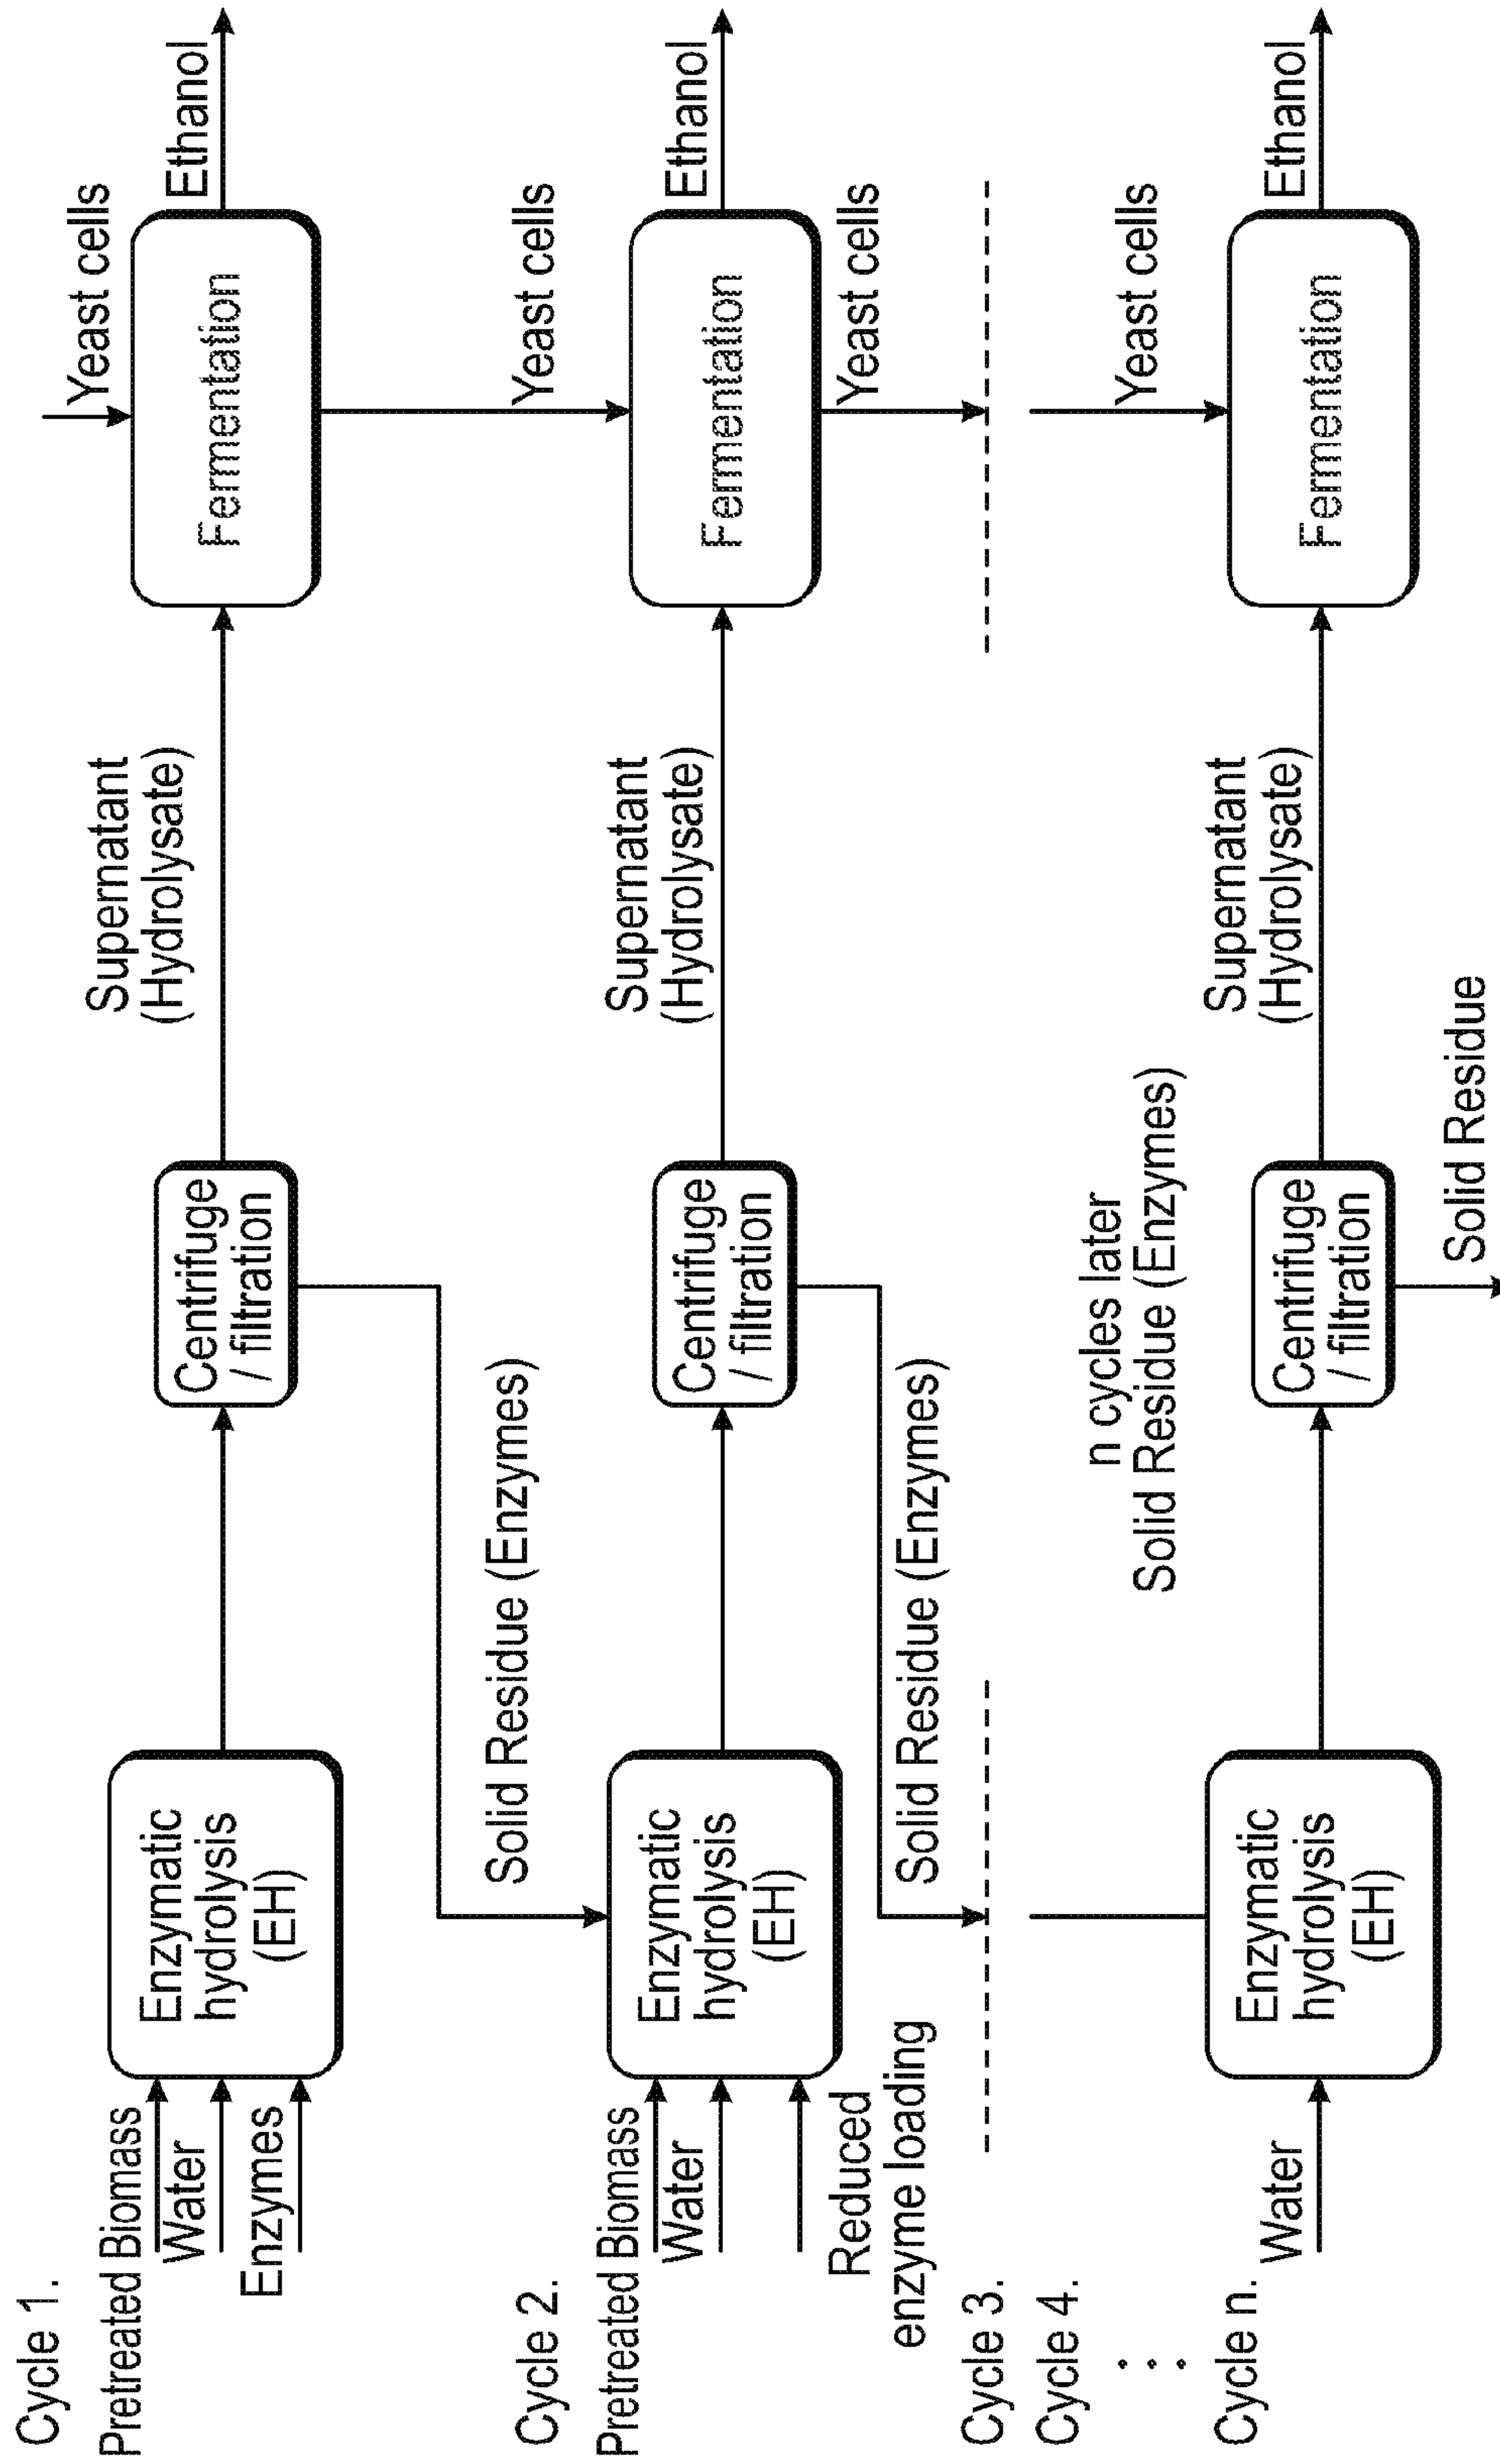 Cycle 1.
Pretreated Biomass
Water
Enzymes
Enzymatic
hydrolysis
(EH)
Centrifuge
/ filtration
Supernatant
(Hydrolysate)
Yeast cells
Fermentation
Ethanol
Solid Residue (Enzymes)
Yeast cells
Cycle 2.
Pretreated Biomass
Water
Reduced
enzyme loading
Enzymatic
hydrolysis
(EH)
Centrifuge
/ filtration
Supernatant
(Hydrolysate)
Fermentation
Ethanol
Solid Residue (Enzymes)
Yeast cells
Cycle 3.
Cycle 4.
n cycles later
Solid Residue (Enzymes)
Yeast cells
Cycle n.
Water
Enzymatic
hydrolysis
(EH)
Centrifuge
/ filtration
Supernatant
(Hydrolysate)
Fermentation
Ethanol
Solid Residue